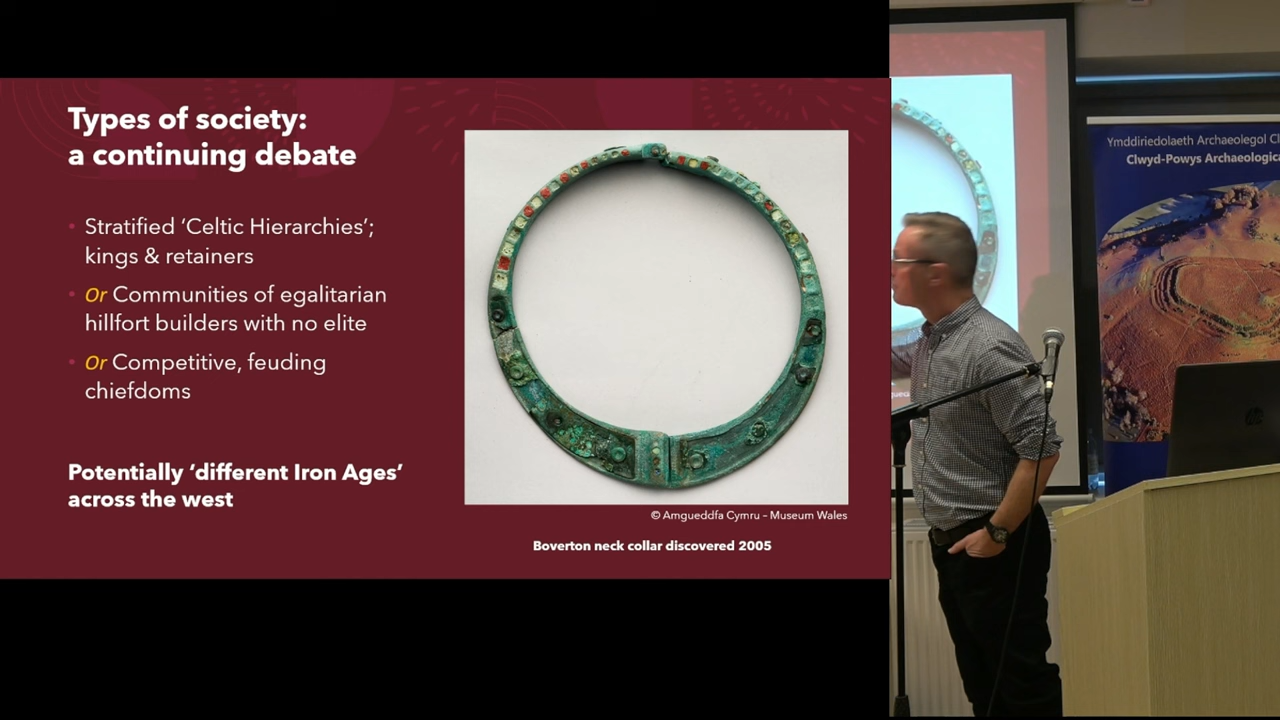 Types of society:
a continuing debate
• Stratified ‘Celtic Hierarchies’;
kings & retainers
• Or Communities of egalitarian
hillfort builders with no elite
• Or Competitive, feuding
chiefdoms
Potentially ‘different Iron Ages’
across the west
© Amgueddfa Cymru – Museum Wales
Boverton neck collar discovered 2005
Ymddiriedolaeth Archaeolegol Cl
Clwyd-Powys Archaeologica